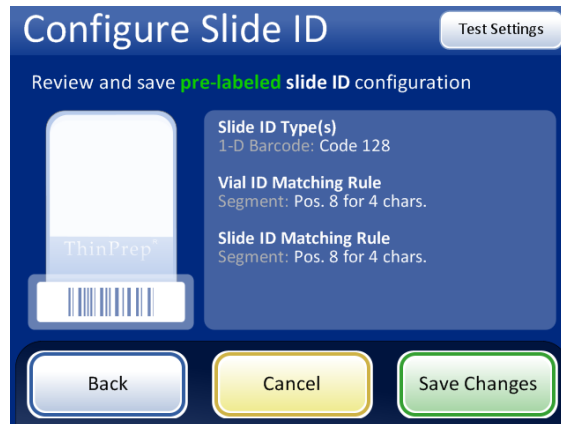 Configure Slide ID
Test Settings
Review and save pre-labeled slide ID configuration
Slide ID Type(s)
1-D Barcode: Code 128
Vial ID Matching Rule
Segment: Pos. 8 for 4 chars.
Slide ID Matching Rule
Segment: Pos. 8 for 4 chars.
ThinPrep®
Back
Cancel
Save Changes